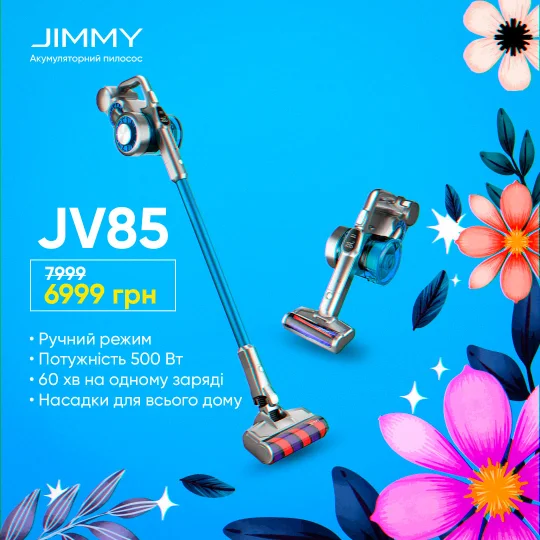 JIMMY
Акумуляторний пилосос
JV85
7999
6999 грн
• Ручний режим
• Потужність 500 Вт
• 60 хв на одному заряді
• Насадки для всього дому